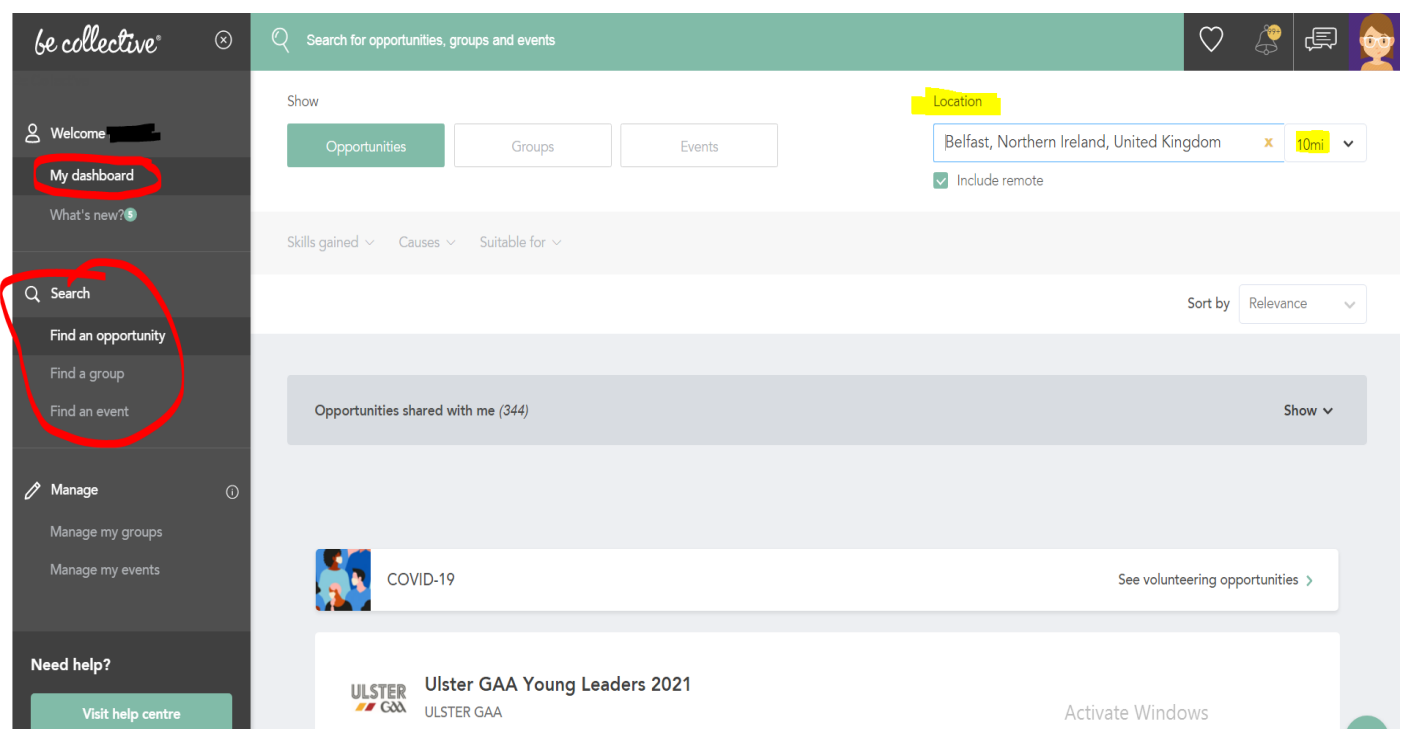 be collective®
Search for opportunities, groups and events
Welcome
My dashboard
What's new? 5
Search
Find an opportunity
Find a group
Find an event
Manage
Manage my groups
Manage my events
Need help?
Visit help centre
Show
Opportunities Groups Events
Location
Belfast, Northern Ireland, United Kingdom x 10mi
Include remote
Skills gained Causes Suitable for
Sort by Relevance
Opportunities shared with me (344) Show
COVID-19 See volunteering opportunities
ULSTER GAA
Ulster GAA Young Leaders 2021
ULSTER GAA
Activate Windows